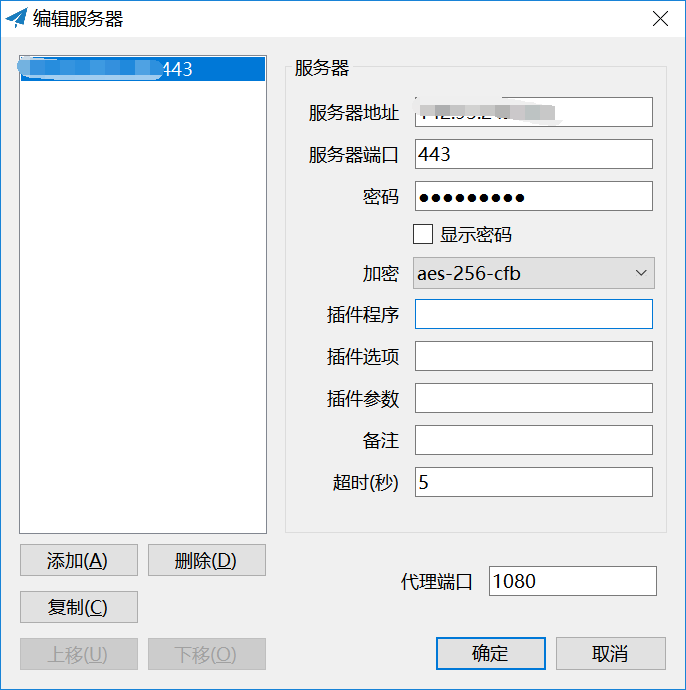 编辑服务器
443
服务器
服务器地址
服务器端口 443
密码 ●●●●●●●●●
显示密码
加密 aes-256-cfb
插件程序
插件选项
插件参数
备注
超时(秒) 5
添加(A) 删除(D)
代理端口 1080
复制(C)
上移(U) 下移(O)
确定 取消